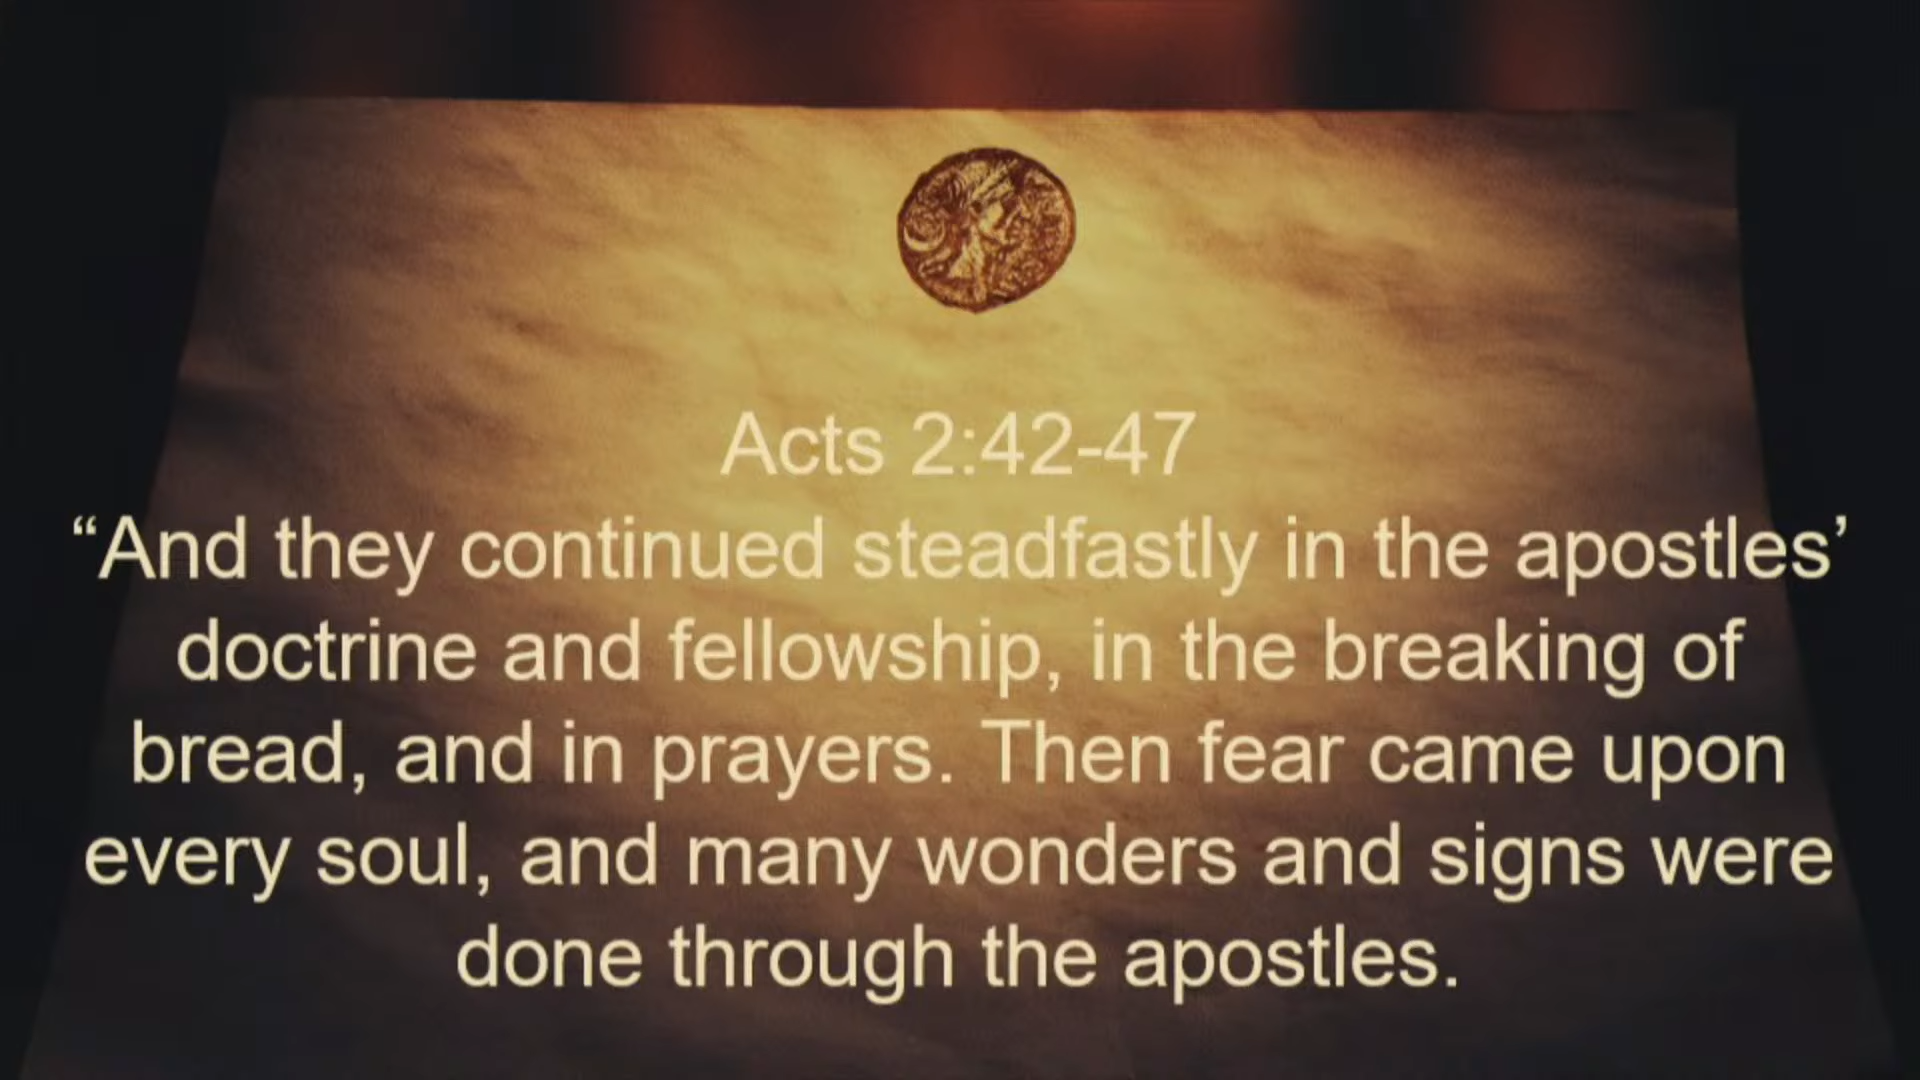 Acts 2:42-47
“And they continued steadfastly in the apostles’
doctrine and fellowship, in the breaking of
bread, and in prayers. Then fear came upon
every soul, and many wonders and signs were
done through the apostles.